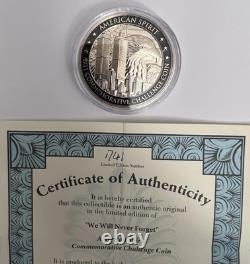 AMERICAN SPIRIT
COMMEMORATIVE CHALLENGE COIN
Limited Edition Number
Certificate of Authenticity
It is hereby certified
that this collectible is an authentic original
in the limited edition of
"We Will Never Forget"
Commemorative Challenge Coin